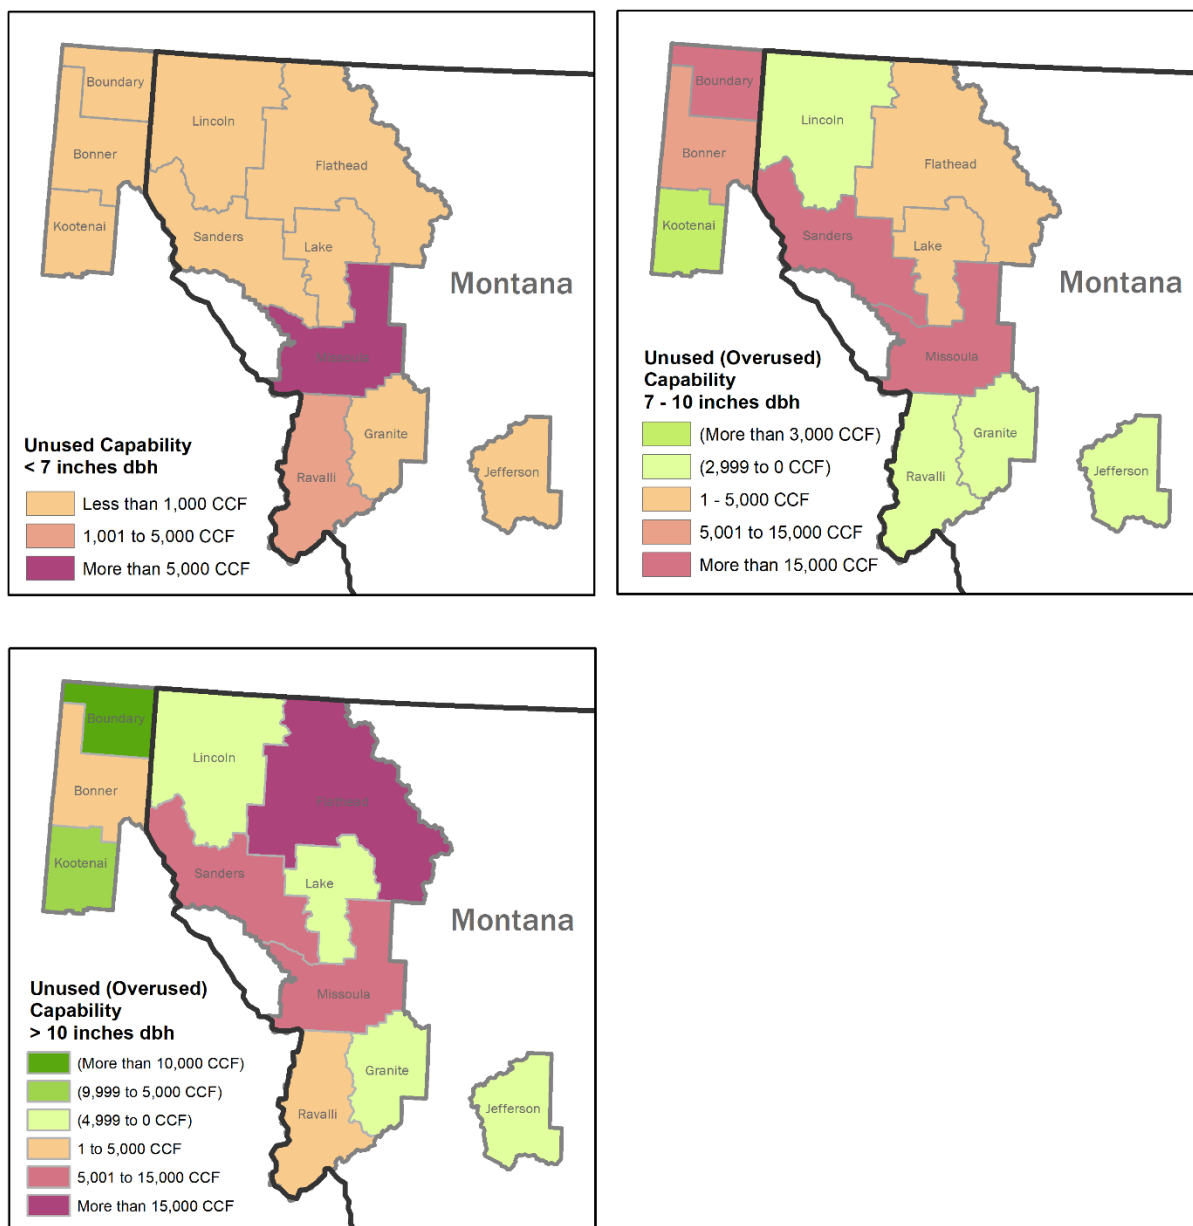 Boundary
Lincoln
Bonner
Flathead
Kootenai
Sanders
Lake
Montana
Missoula
Granite
Ravalli
Jefferson
Unused Capability
< 7 inches dbh
Less than 1,000 CCF
1,001 to 5,000 CCF
More than 5,000 CCF
Boundary
Lincoln
Bonner
Flathead
Kootenai
Sanders
Lake
Montana
Missoula
Granite
Ravalli
Jefferson
Unused (Overused)
Capability
7 - 10 inches dbh
(More than 3,000 CCF)
(2,999 to 0 CCF)
1 - 5,000 CCF
5,001 to 15,000 CCF
More than 15,000 CCF
Boundary
Lincoln
Bonner
Flathead
Kootenai
Sanders
Lake
Montana
Missoula
Granite
Ravalli
Jefferson
Unused (Overused)
Capability
> 10 inches dbh
(More than 10,000 CCF)
(9,999 to 5,000 CCF)
(4,999 to 0 CCF)
1 to 5,000 CCF
5,001 to 15,000 CCF
More than 15,000 CCF